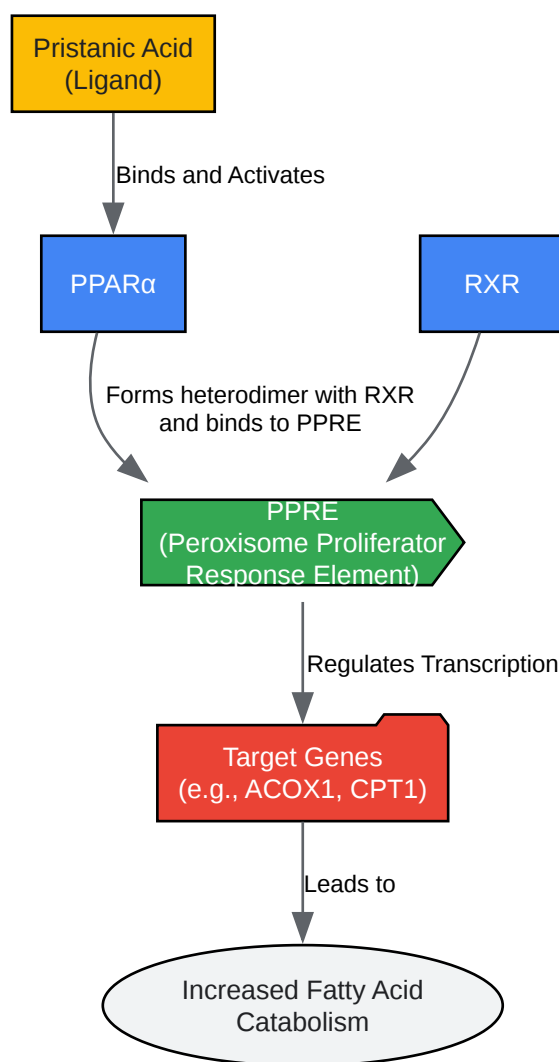 Pristanic Acid
(Ligand)
Binds and Activates
PPARα
RXR
Forms heterodimer with RXR
and binds to PPRE
PPRE
(Peroxisome Proliferator
Response Element)
Regulates Transcription
Target Genes
(e.g., ACOX1, CPT1)
Leads to
Increased Fatty Acid
Catabolism